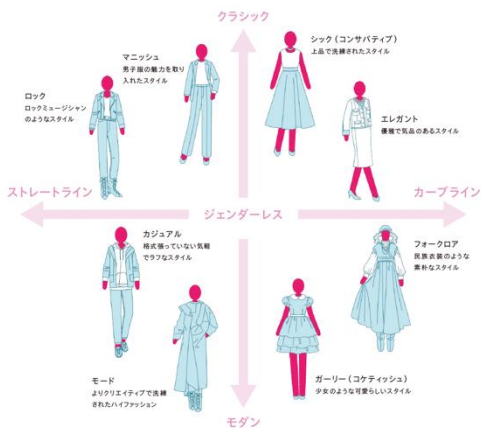 クラシック
シック（コンサバティブ）
上品で洗練されたスタイル
マニッシュ
男子服の魅力を取り
入れたスタイル
ロック
ロックミュージシャン
のようなスタイル
エレガント
優雅で気品のあるスタイル
ストレートライン
ジェンダーレス
カーブライン
カジュアル
格式張っていない気軽
でラフなスタイル
フォークロア
民族衣装のような
素朴なスタイル
モード
よりクリエイティブで洗練
されたハイファッション
ガーリー（コケティッシュ）
少女のような可愛らしいスタイル
モダン